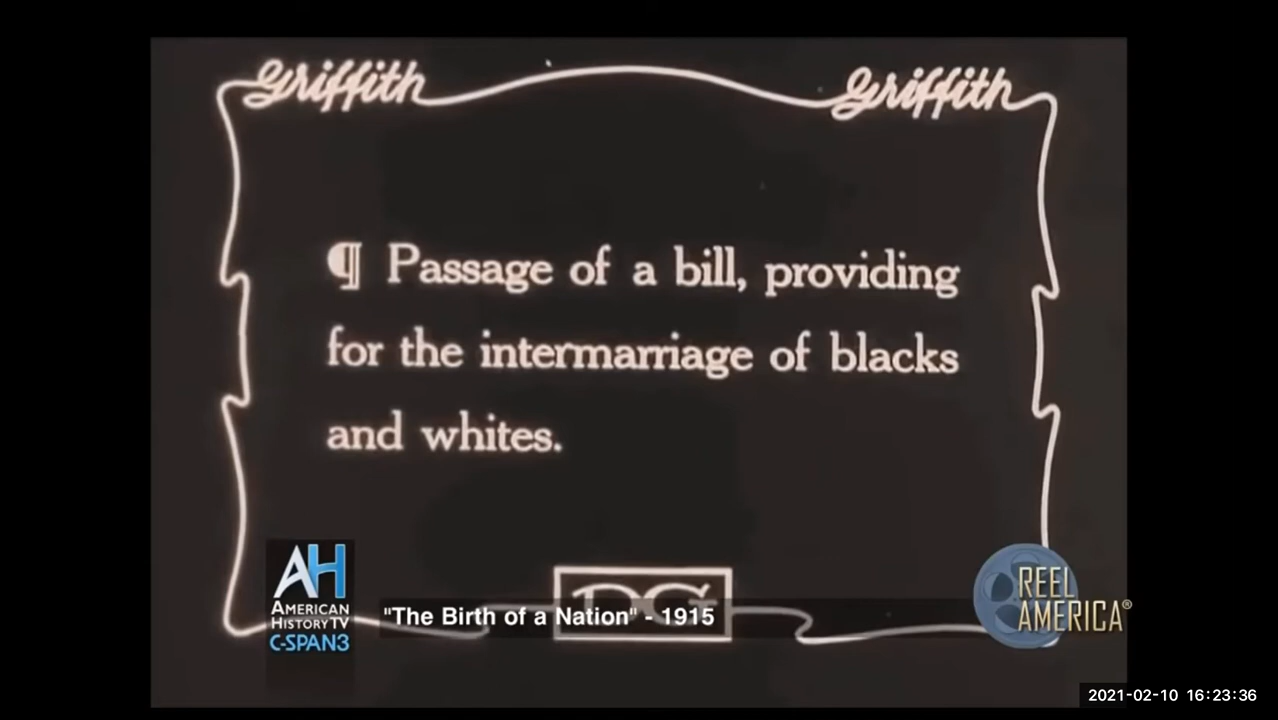 Griffith Griffith
¶ Passage of a bill, providing
for the intermarriage of blacks
and whites.
DG
"The Birth of a Nation" - 1915
AH
AMERICAN
HISTORY TV
C-SPAN3
REEL
AMERICA®
2021-02-10 16:23:36